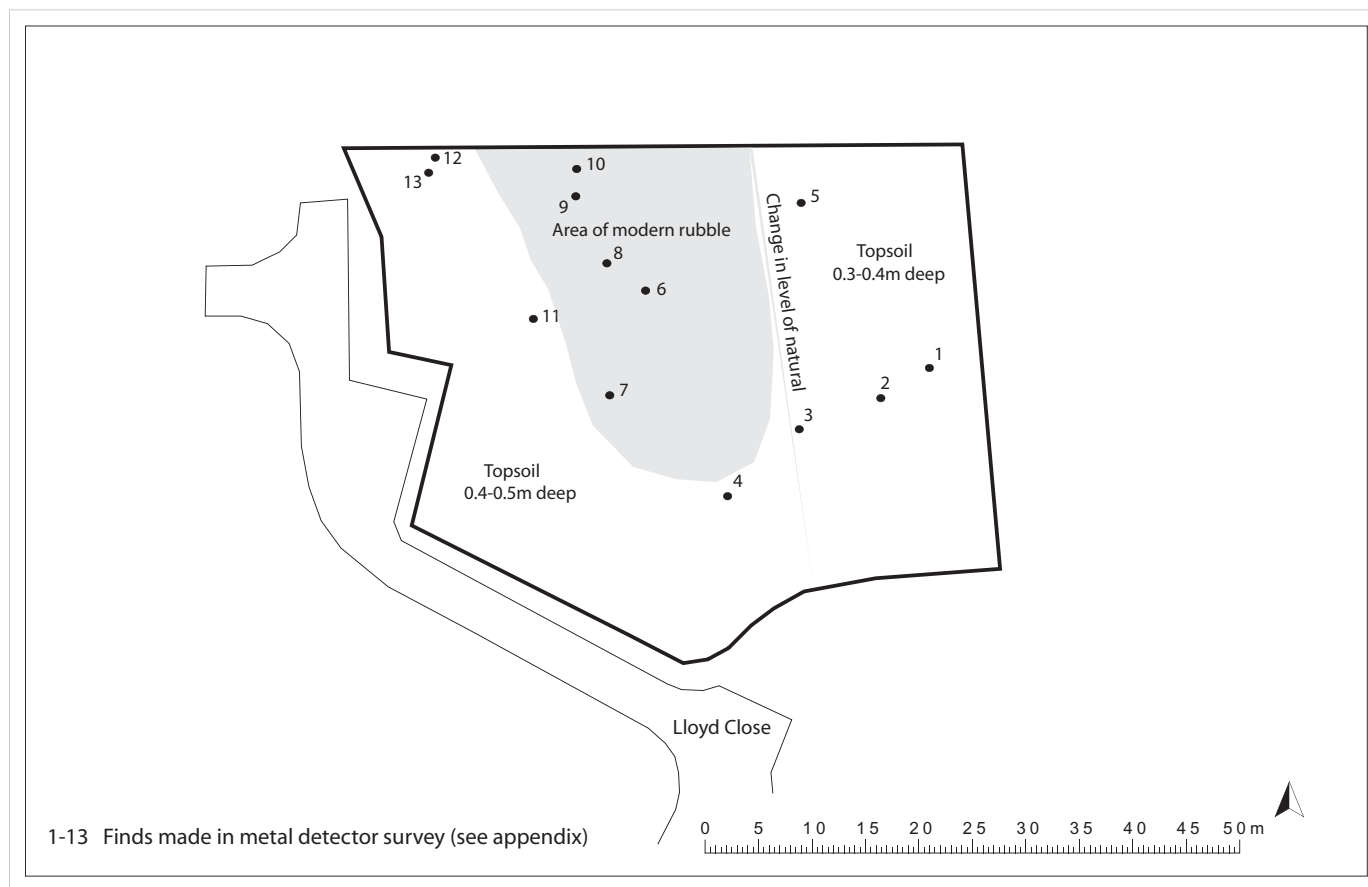 12
13
10
9
Area of modern rubble
8
6
11
7
Change in level of natural
5
Topsoil
0.3-0.4m deep
1
2
3
4
Topsoil
0.4-0.5m deep
Lloyd Close
1-13 Finds made in metal detector survey (see appendix)
0 5 10 15 20 25 30 35 40 45 50 m